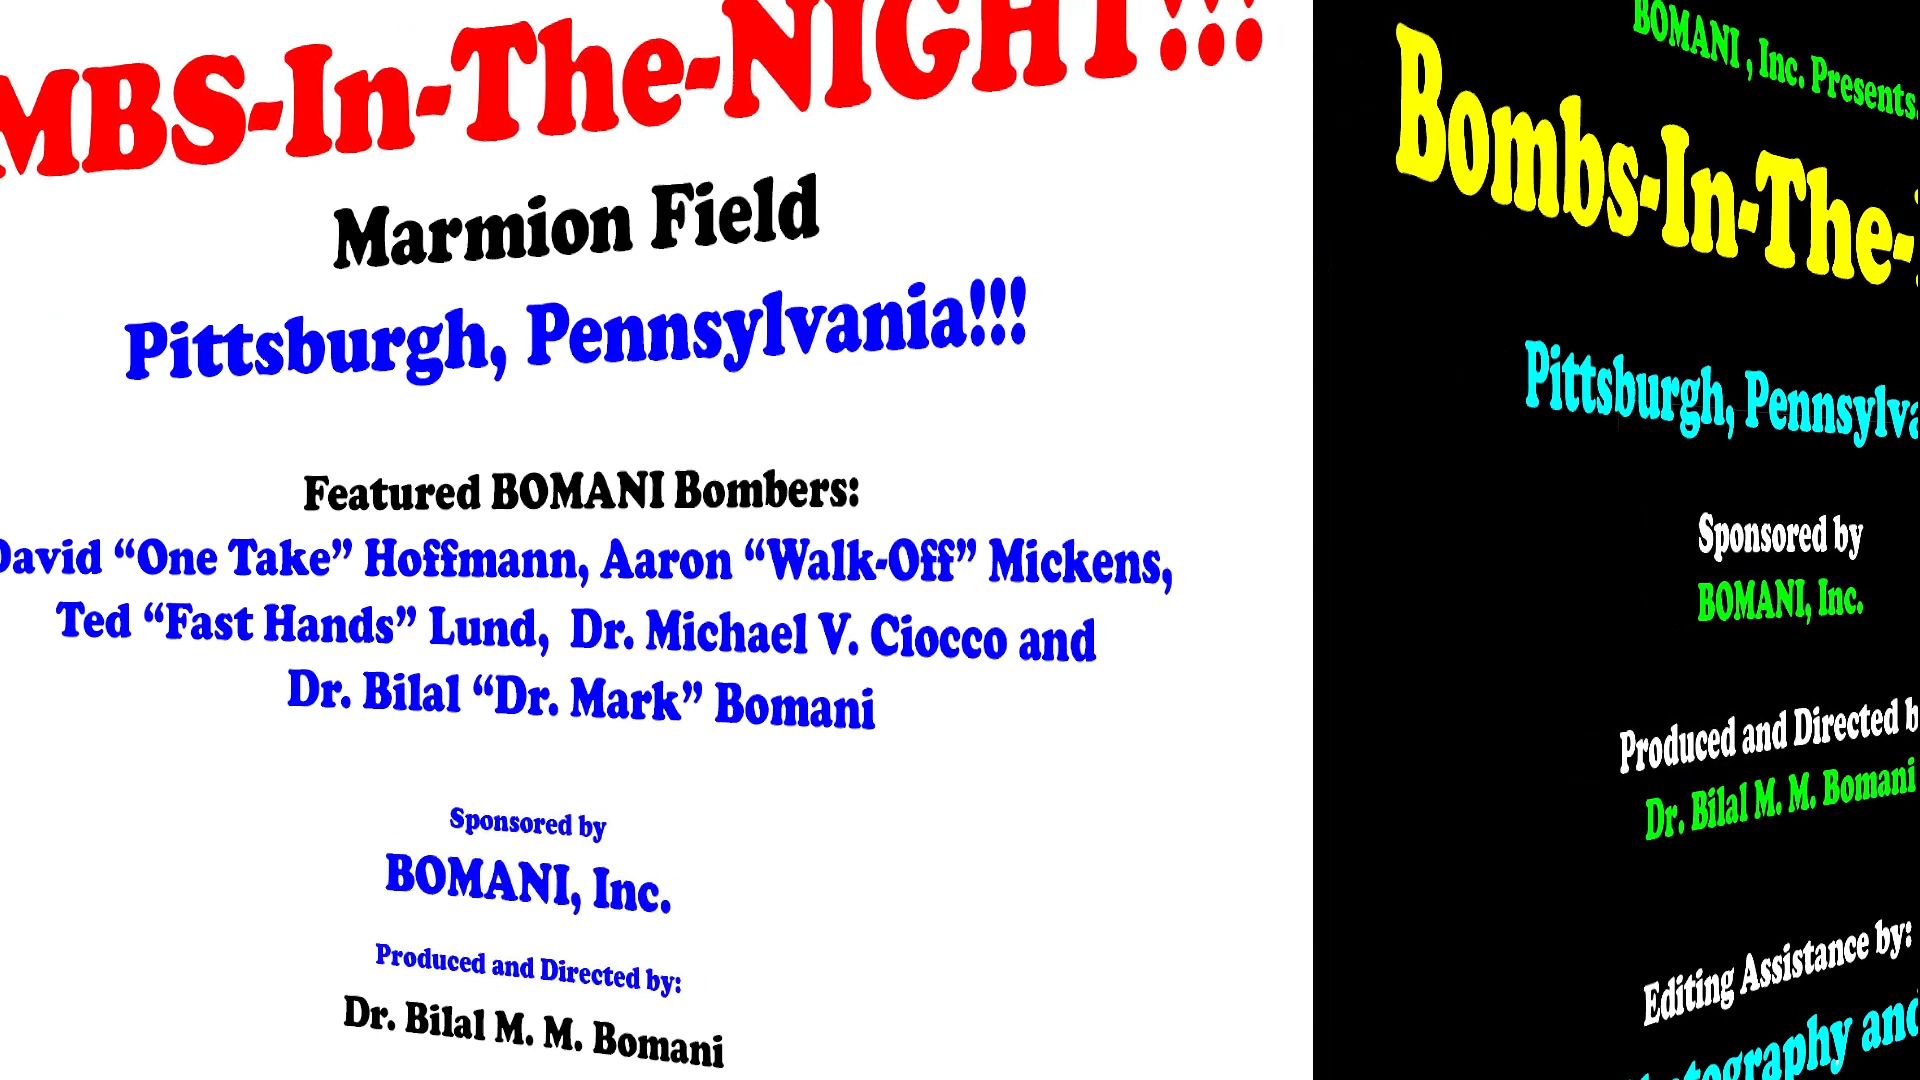 MBS-In-The-NIGHT!!!
Marmion Field
Pittsburgh, Pennsylvania!!!
Featured BOMANI Bombers:
David “One Take” Hoffmann, Aaron “Walk-Off” Mickens,
Ted “Fast Hands” Lund, Dr. Michael V. Ciocco and
Dr. Bilal “Dr. Mark” Bomani
Sponsored by
BOMANI, Inc.
Produced and Directed by:
Dr. Bilal M. M. Bomani
BOMANI , Inc. Presents.
Bombs-In-The-
Pittsburgh, Pennsylva
Sponsored by
BOMANI, Inc.
Produced and Directed b
Dr. Bilal M. M. Bomani
Editing Assistance by:
otography and